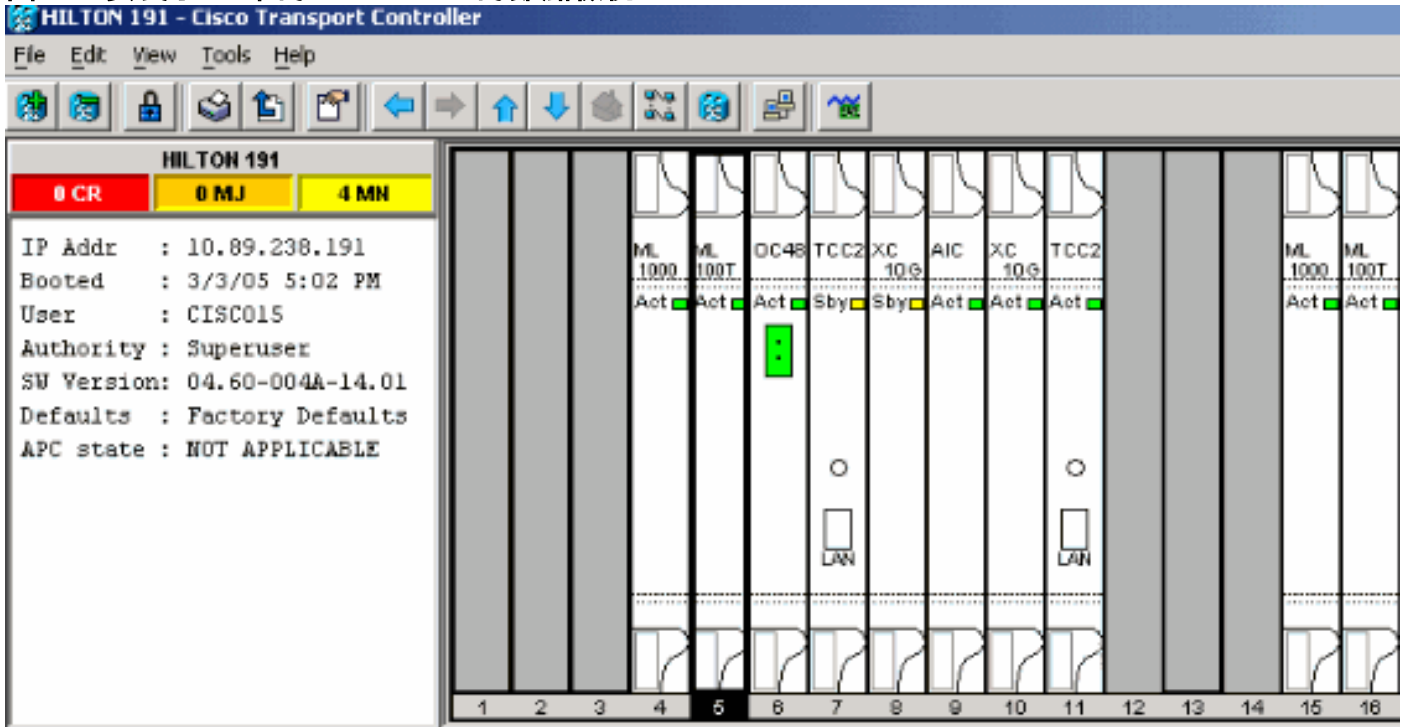 HILTON 191 - Cisco Transport Controller
File Edit View Tools Help
HILTON 191
0 CR 0 MJ 4 MN
IP Addr : 10.89.238.191
Booted : 3/3/05 5:02 PM
User : CISCO15
Authority : Superuser
SW Version: 04.60-004A-14.01
Defaults : Factory Defaults
APC state : NOT APPLICABLE
ML 1000 Act
ML 100T Act
OC48 Act
TCC2 Sby LAN
XC 10G Sby
AIC Act
XC 10G Act
TCC2 Act LAN
ML 1000 Act
ML 100T Act
1 2 3 4 5 6 7 8 9 10 11 12 13 14 15 16